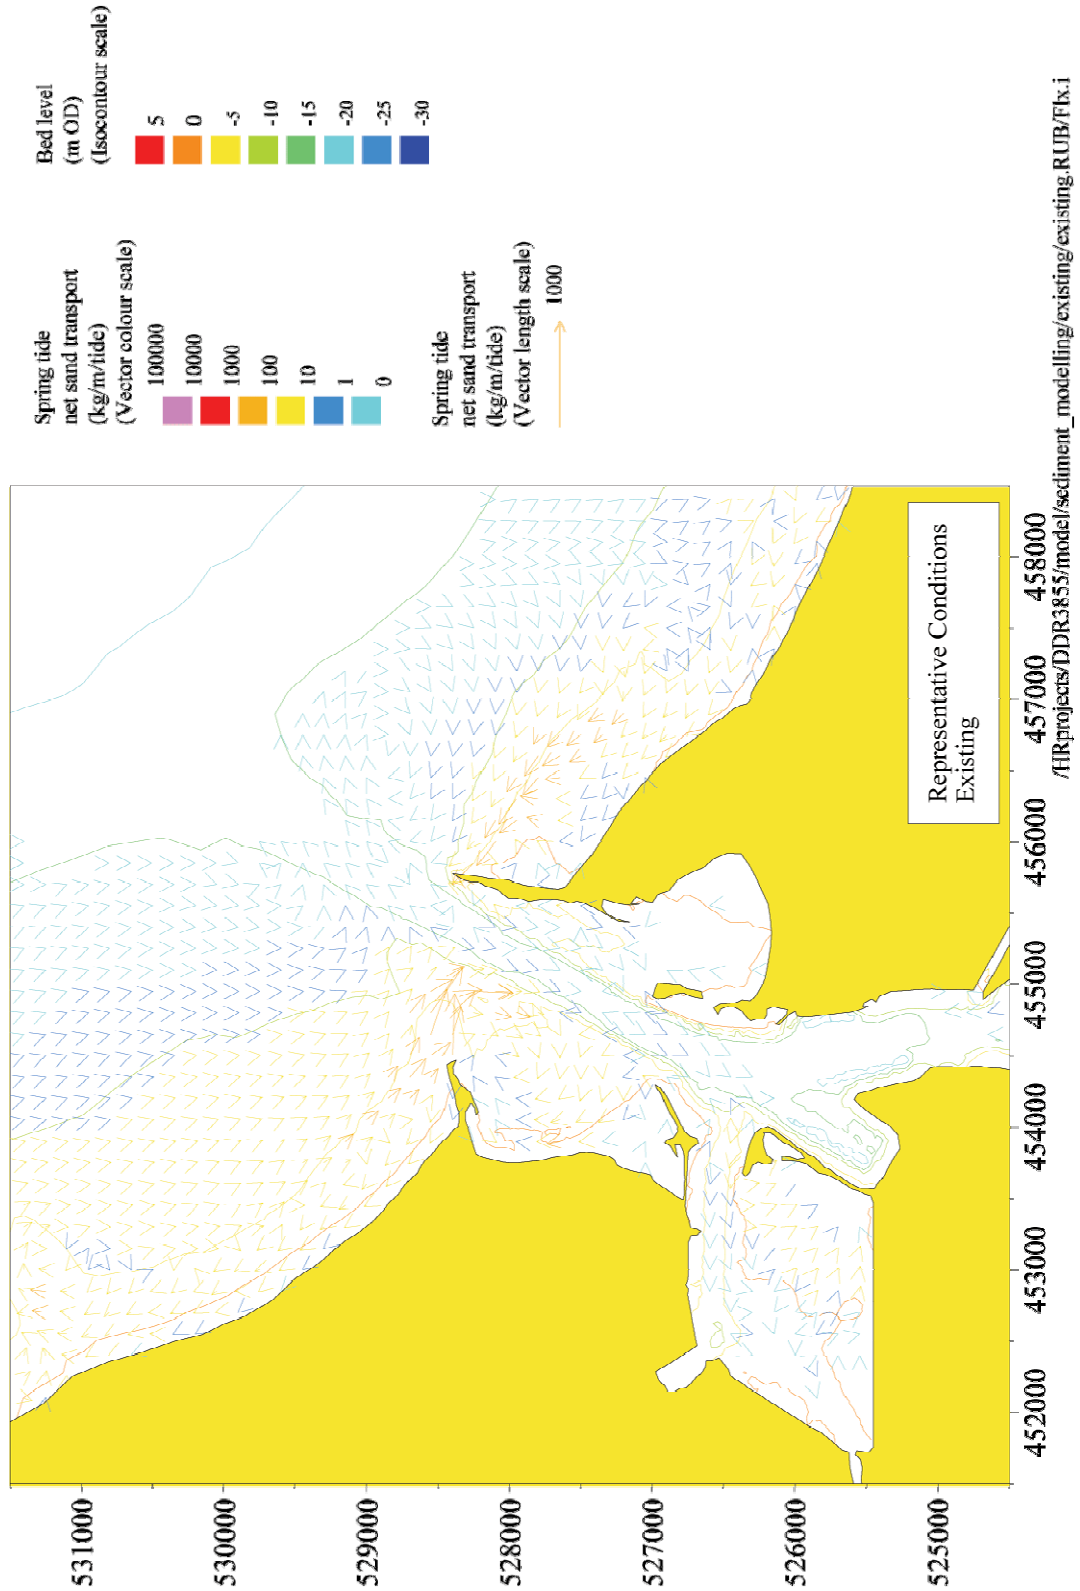 Spring tide
net sand transport
(kg/m/tide)
(Vector colour scale)
100000
10000
1000
100
10
1
0
Bed level
(m OD)
(Isocontour scale)
5
0
-5
-10
-15
-20
-25
-30
Spring tide
net sand transport
(kg/m/tide)
(Vector length scale)
1000
531000
530000
529000
528000
527000
526000
525000
452000
453000
454000
455000
456000
457000
458000
Representative Conditions
Existing
/HRprojects/DDR3855/model/sediment_modelling/existing/existing.RUB/Flx.i